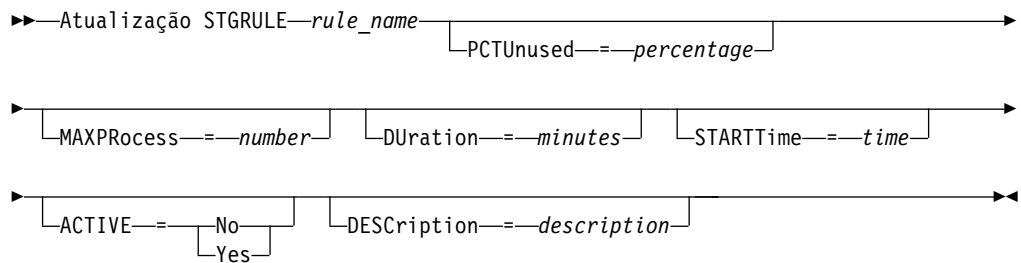 Atualização STGRULE rule_name
PCTUnused = percentage
MAXPRocess = number DUration = minutes STARTTime = time
ACTIVE = No DESCription = description
Yes